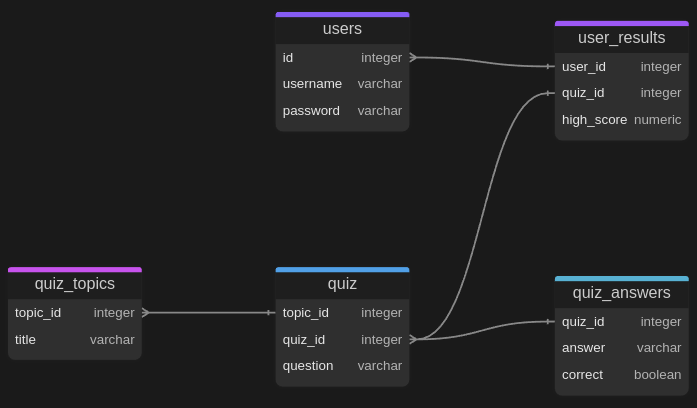 users
id integer
username varchar
password varchar
user_results
user_id integer
quiz_id integer
high_score numeric
quiz_topics
topic_id integer
title varchar
quiz
topic_id integer
quiz_id integer
question varchar
quiz_answers
quiz_id integer
answer varchar
correct boolean